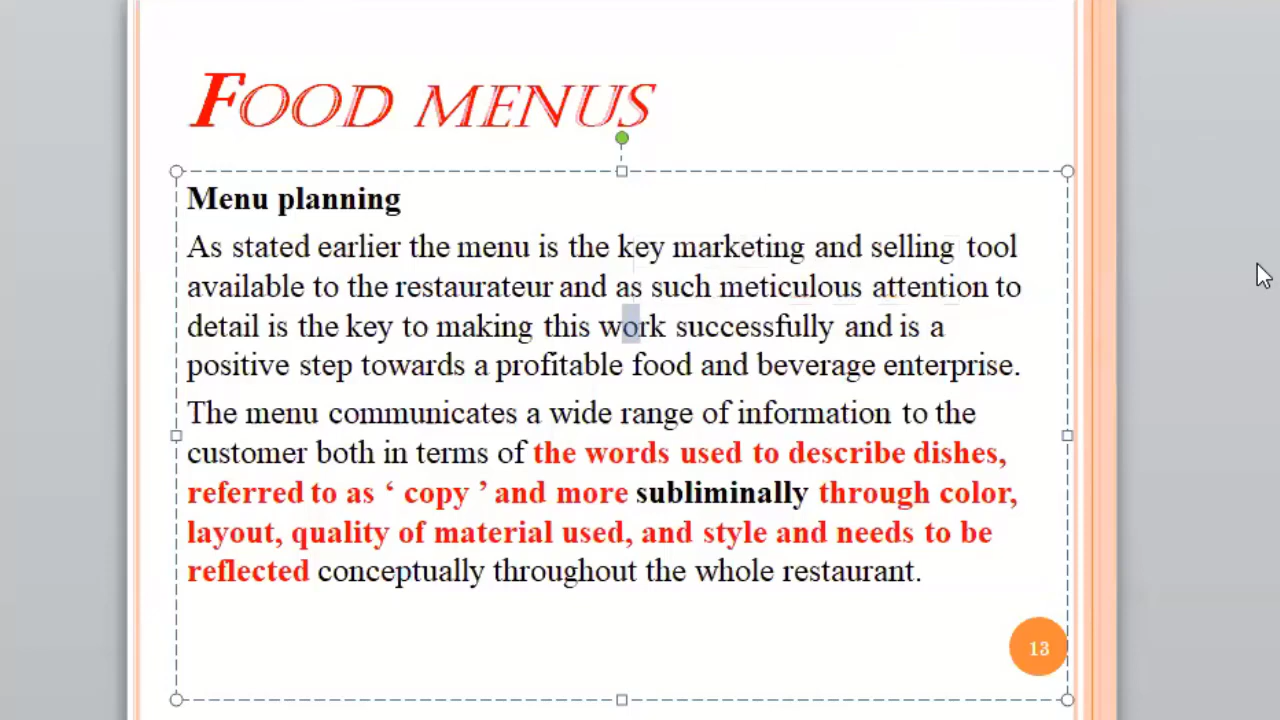 FOOD MENUS
Menu planning
As stated earlier the menu is the key marketing and selling tool
available to the restaurateur and as such meticulous attention to
detail is the key to making this work successfully and is a
positive step towards a profitable food and beverage enterprise.
The menu communicates a wide range of information to the
customer both in terms of the words used to describe dishes,
referred to as ‘ copy ’ and more subliminally through color,
layout, quality of material used, and style and needs to be
reflected conceptually throughout the whole restaurant.
13